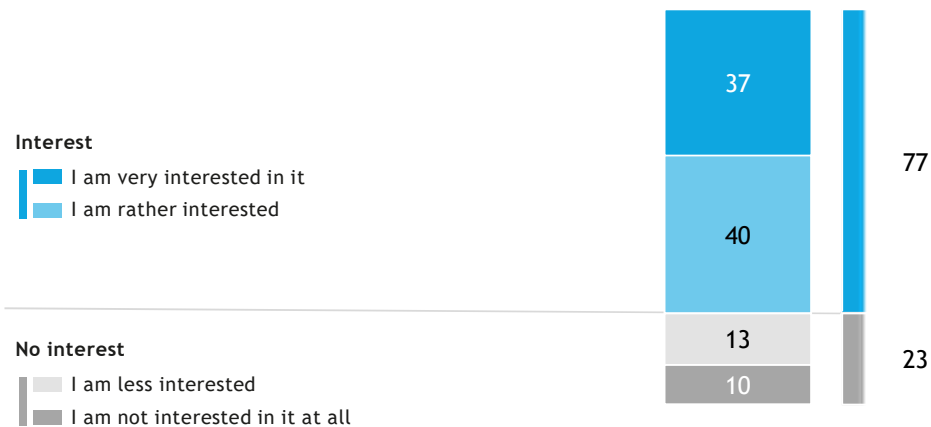 37
Interest
I am very interested in it
77
I am rather interested
40
No interest
13
23
I am less interested
10
I am not interested in it at all